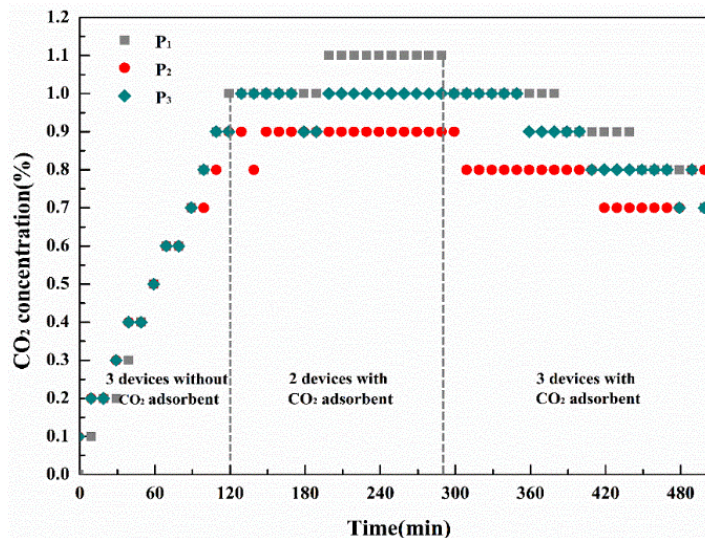 1.2
1.1
1.0
0.9
0.8
0.7
0.6
0.5
0.4
0.3
0.2
0.1
0.0
CO₂ concentration(%)
P₁
P₂
P₃
3 devices without
CO₂ adsorbent
2 devices with
CO₂ adsorbent
3 devices with
CO₂ adsorbent
0 60 120 180 240 300 360 420 480
Time(min)